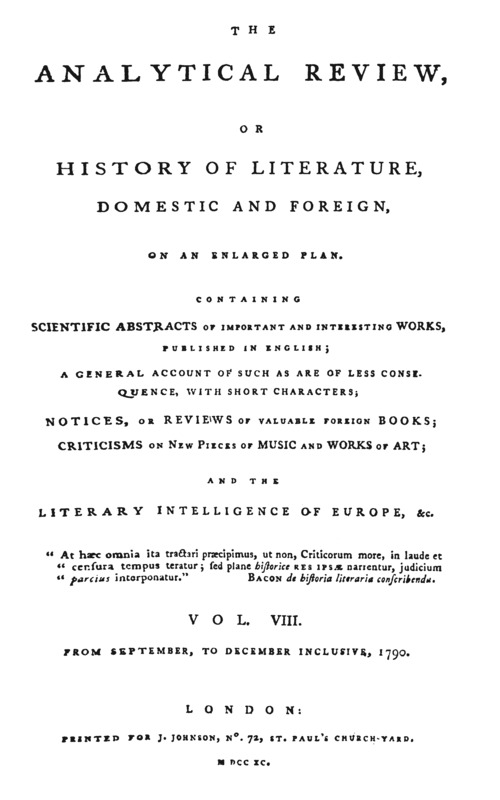 THE
ANALYTICAL REVIEW,
OR
HISTORY OF LITERATURE,
DOMESTIC AND FOREIGN,
ON AN ENLARGED PLAN.
CONTAINING
SCIENTIFIC ABSTRACTS OF IMPORTANT AND INTERESTING WORKS,
PUBLISHED IN ENGLISH;
A GENERAL ACCOUNT OF SUCH AS ARE OF LESS CONSE-
QUENCE, WITH SHORT CHARACTERS;
NOTICES, OR REVIEWS OF VALUABLE FOREIGN BOOKS;
CRITICISMS ON NEW PIECES OF MUSIC AND WORKS OF ART;
AND THE
LITERARY INTELLIGENCE OF EUROPE, &c.
“ At hæc omnia ita tractari præcipimus, ut non, Criticorum more, in laude et
“ cenſura tempus teratur; ſed plane hiſtorice RES IPSÆ narrentur, judicium
“ parcius interponatur.” BACON de hiſtoria literaria conſcribenda.
VOL. VIII.
FROM SEPTEMBER, TO DECEMBER INCLUSIVE, 1790.
LONDON:
PRINTED FOR J. JOHNSON, Nº. 72, ST. PAUL'S CHURCH-YARD.
M DCC XC.